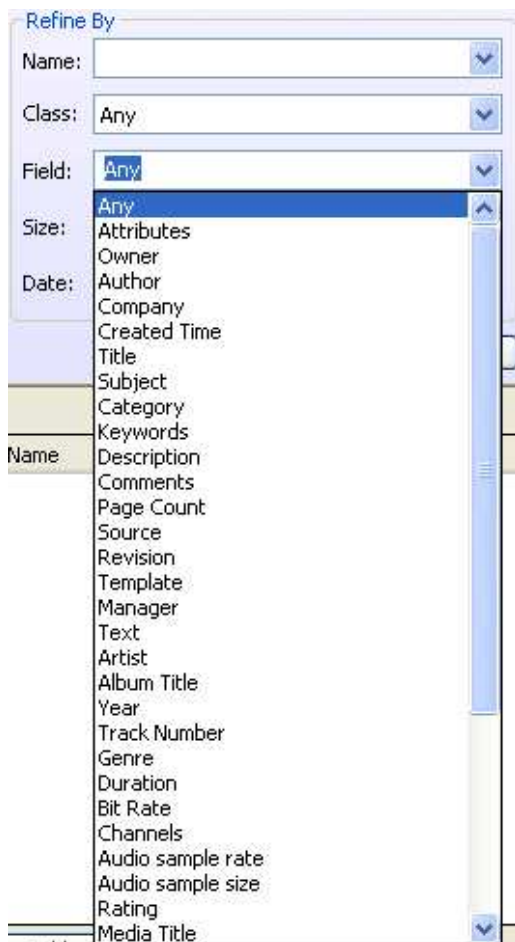 Refine By
Name:
Class: Any
Field: Any
Size:
Date:
Any
Attributes
Owner
Author
Company
Created Time
Title
Subject
Category
Keywords
Description
Comments
Page Count
Source
Revision
Template
Manager
Text
Artist
Album Title
Year
Track Number
Genre
Duration
Bit Rate
Channels
Audio sample rate
Audio sample size
Rating
Media Title
Name